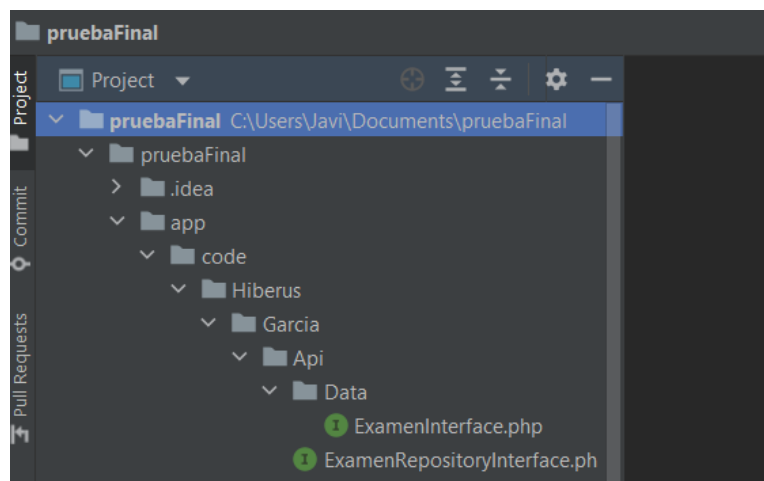 pruebaFinal
Project
Project
Commit
Pull Requests
pruebaFinal C:\Users\Javi\Documents\pruebaFinal
pruebaFinal
.idea
app
code
Hiberus
Garcia
Api
Data
ExamenInterface.php
ExamenRepositoryInterface.ph